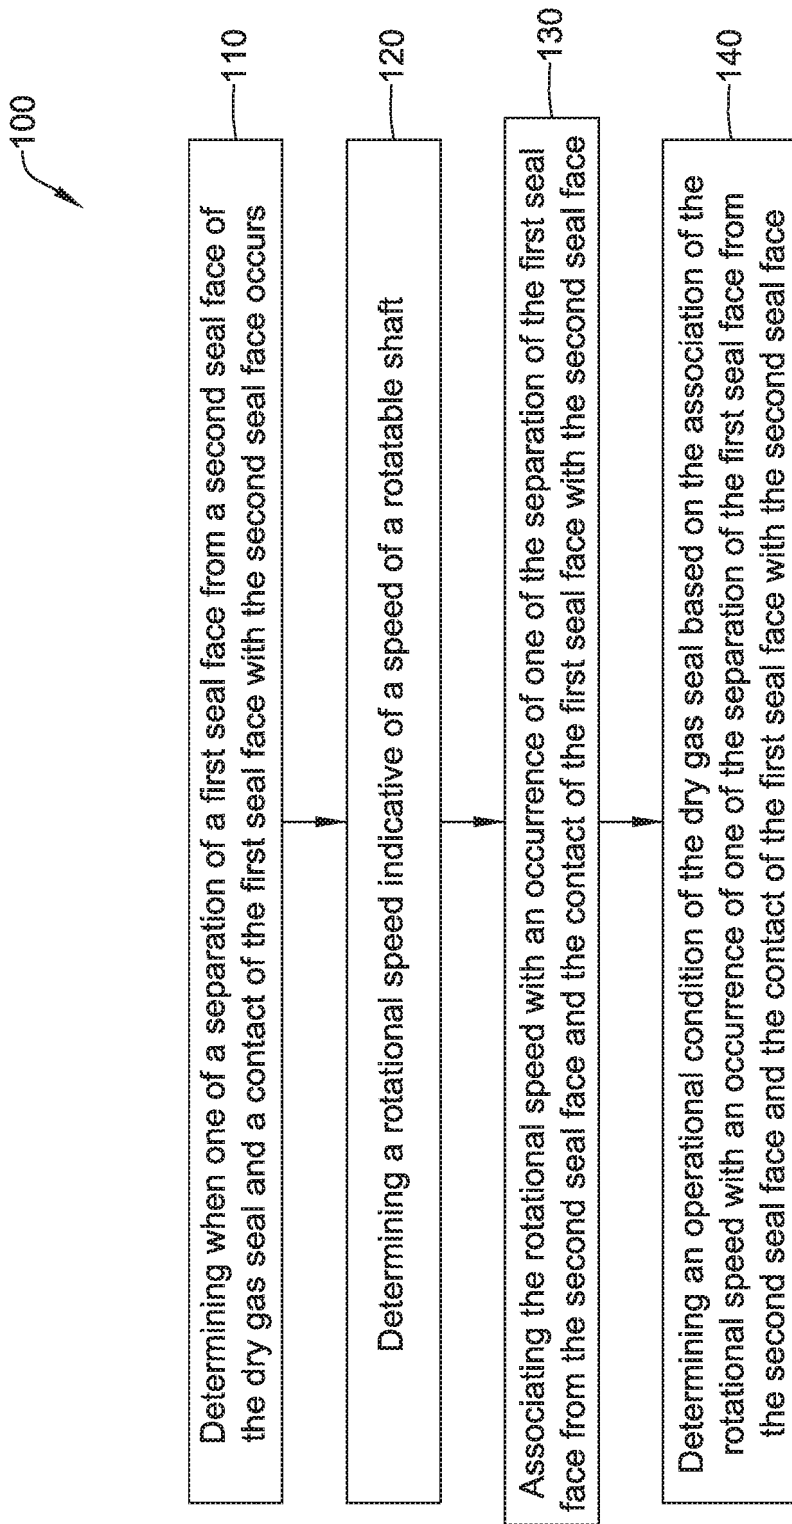 100
Determining when one of a separation of a first seal face from a second seal face of
the dry gas seal and a contact of the first seal face with the second seal face occurs
110
Determining a rotational speed indicative of a speed of a rotatable shaft
120
Associating the rotational speed with an occurrence of one of the separation of the first seal
face from the second seal face and the contact of the first seal face with the second seal face
130
Determining an operational condition of the dry gas seal based on the association of the
rotational speed with an occurrence of one of the separation of the first seal face from
the second seal face and the contact of the first seal face with the second seal face
140